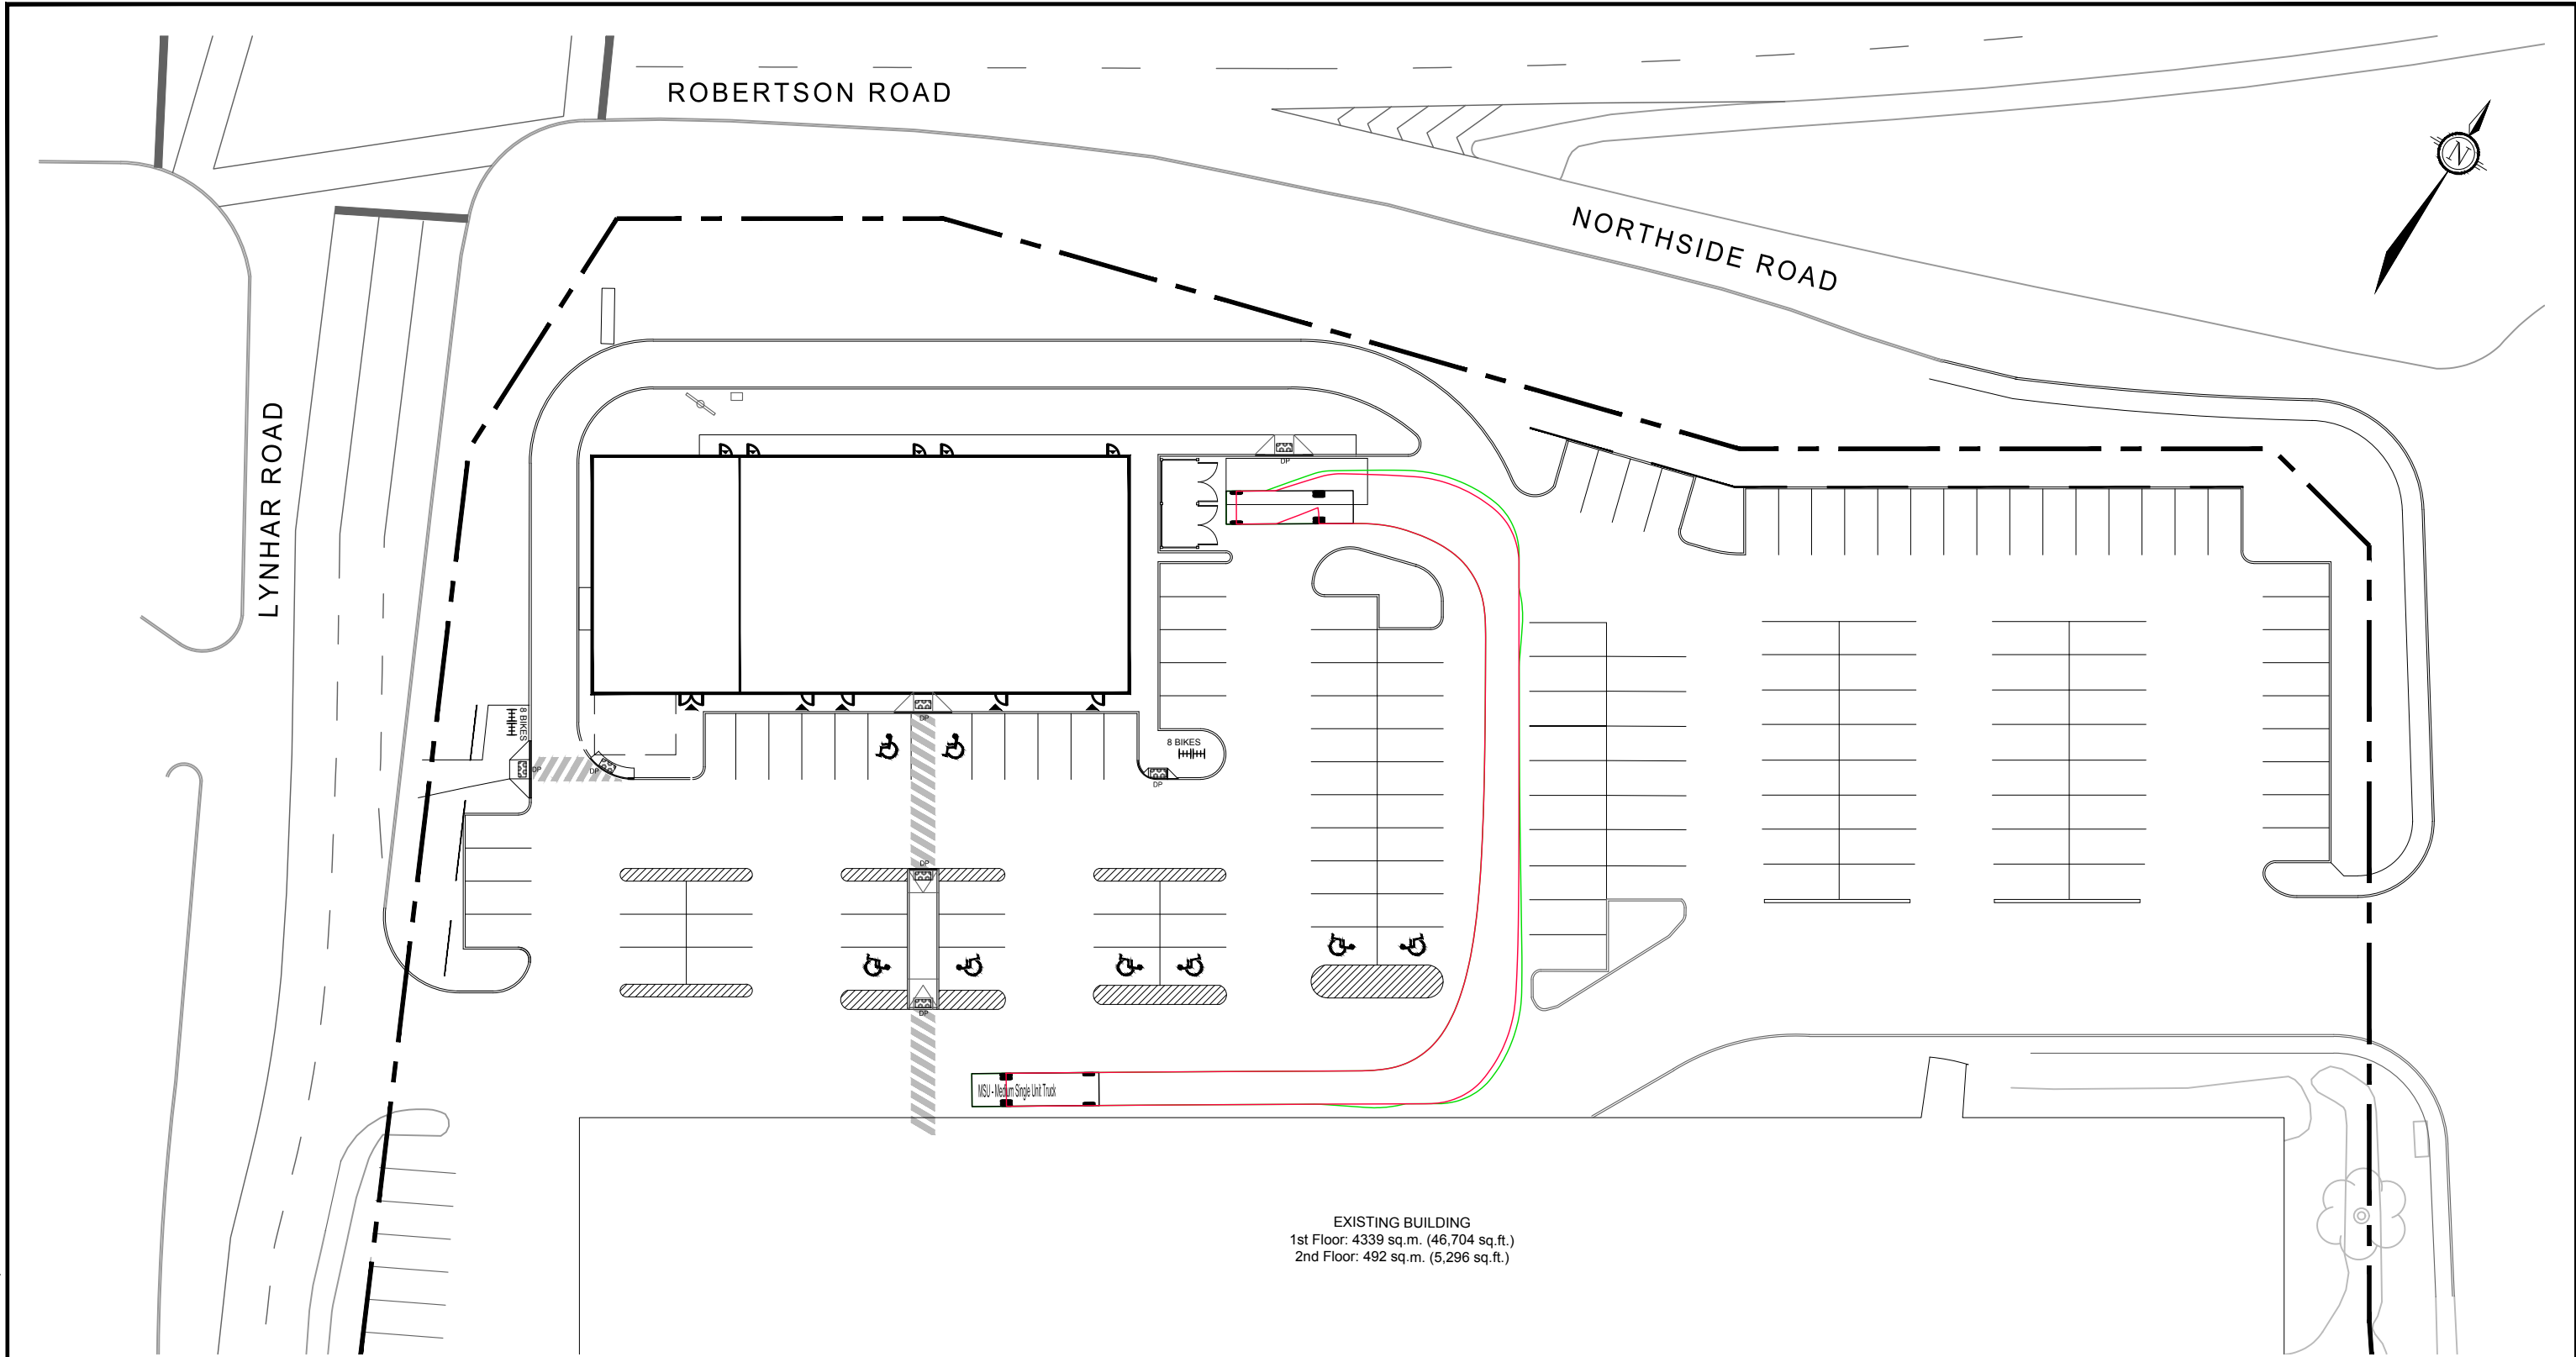 ROBERTSON ROAD
NORTHSIDE ROAD
N
LYNHAR ROAD
DP
8 BIKES
DP
DP
DP
8 BIKES
DP
DP
DP
MSU - Medium Single Unit Truck
EXISTING BUILDING
1st Floor: 4339 sq.m. (46,704 sq.ft.)
2nd Floor: 492 sq.m. (5,296 sq.ft.)